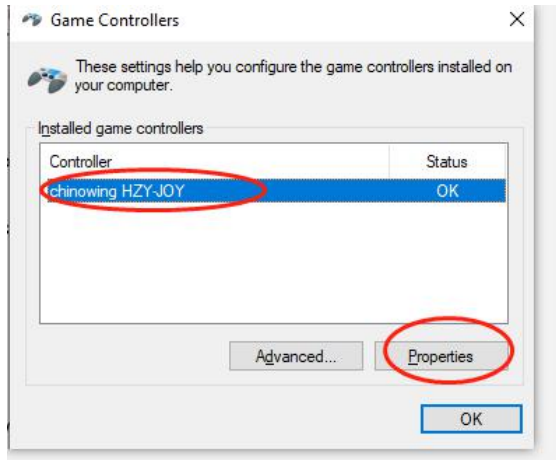 Game Controllers
These settings help you configure the game controllers installed on
your computer.
Installed game controllers
Controller Status
chinowing HZY-JOY OK
Advanced... Properties
OK